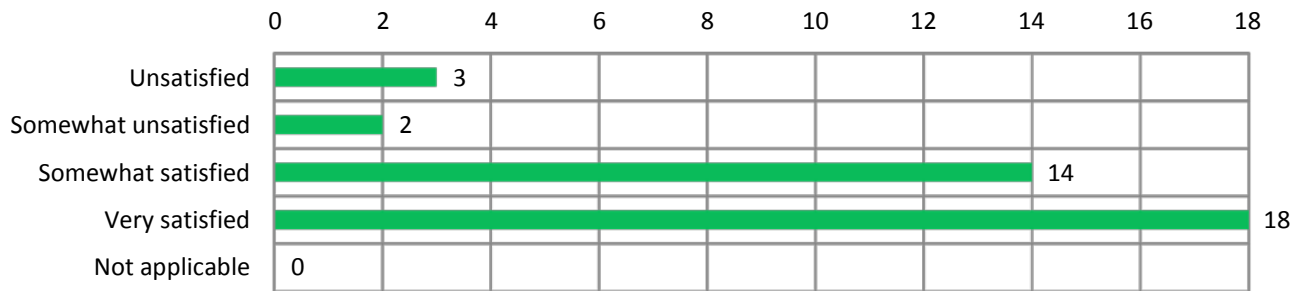 0 2 4 6 8 10 12 14 16 18
Unsatisfied 3
Somewhat unsatisfied 2
Somewhat satisfied 14
Very satisfied 18
Not applicable 0